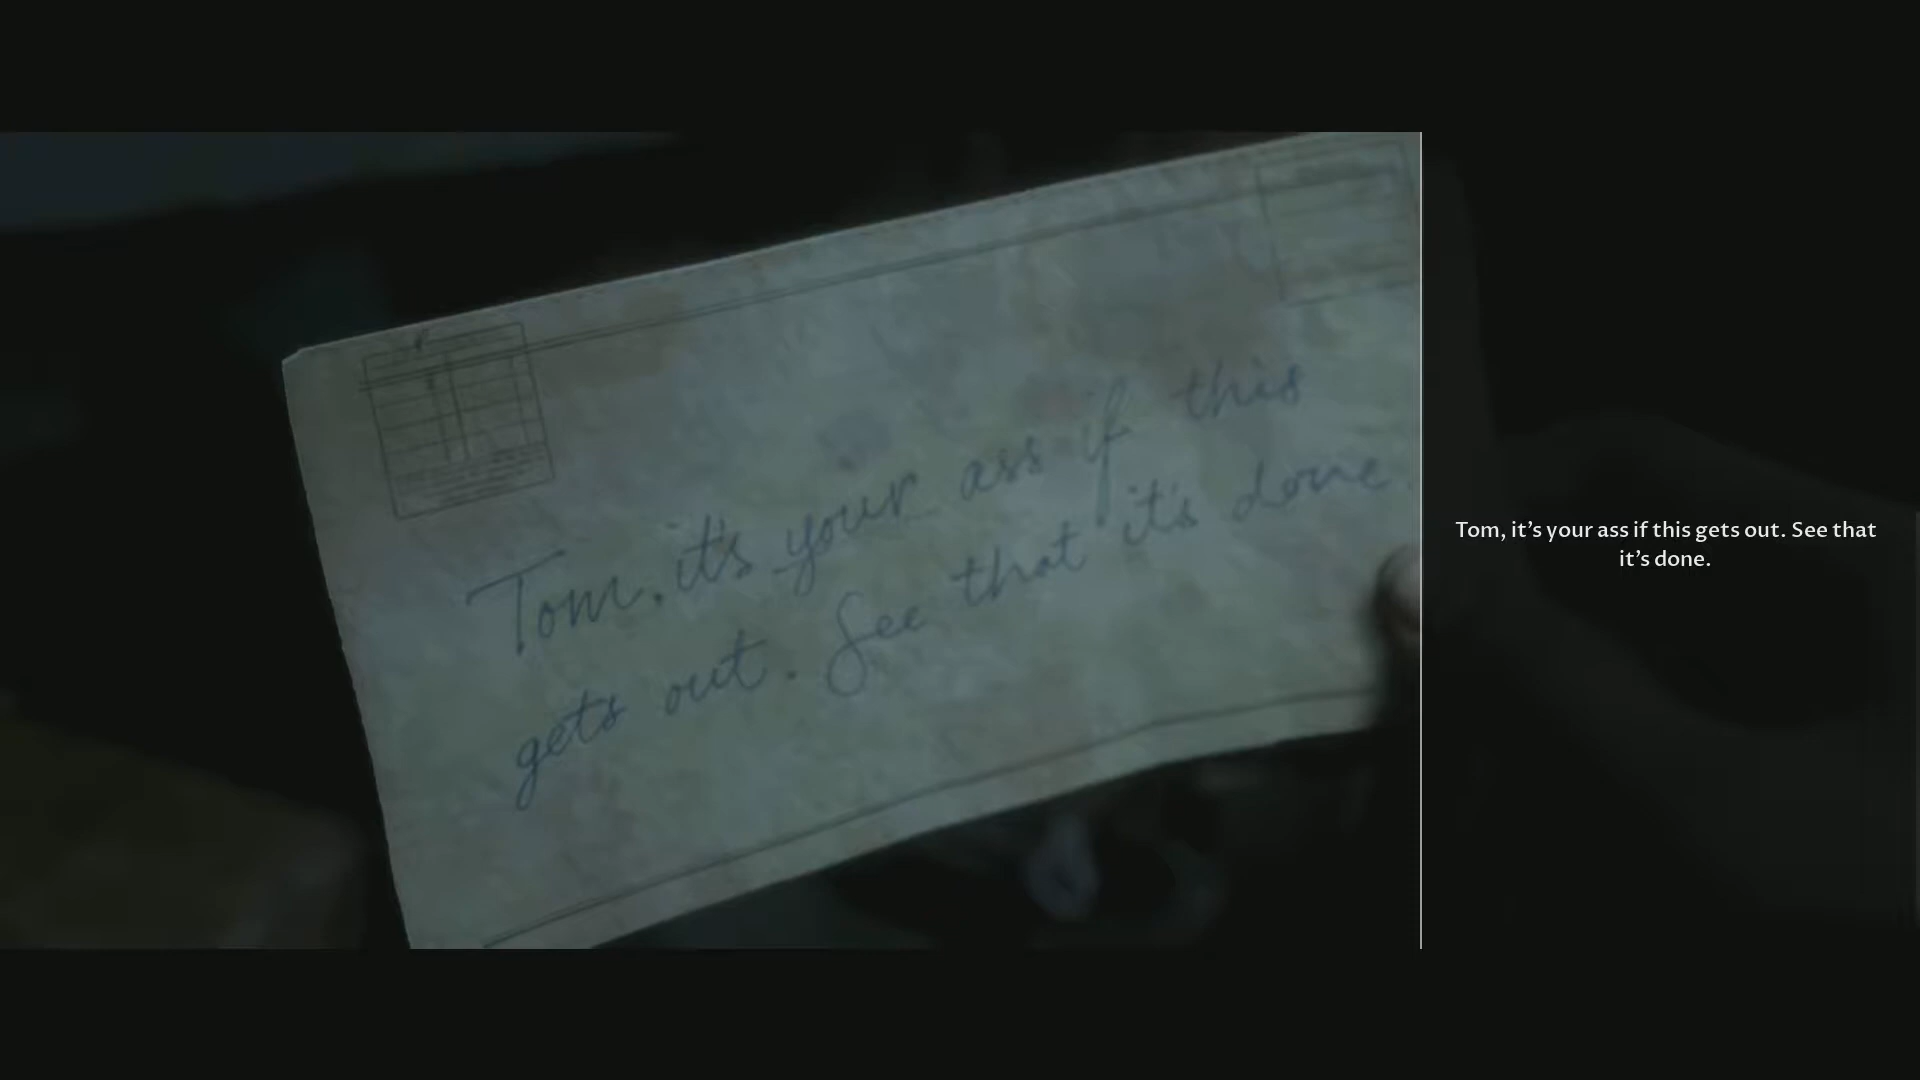 Tom, it's your ass if this
gets out. See that it's done.
Tom, it’s your ass if this gets out. See that
it’s done.